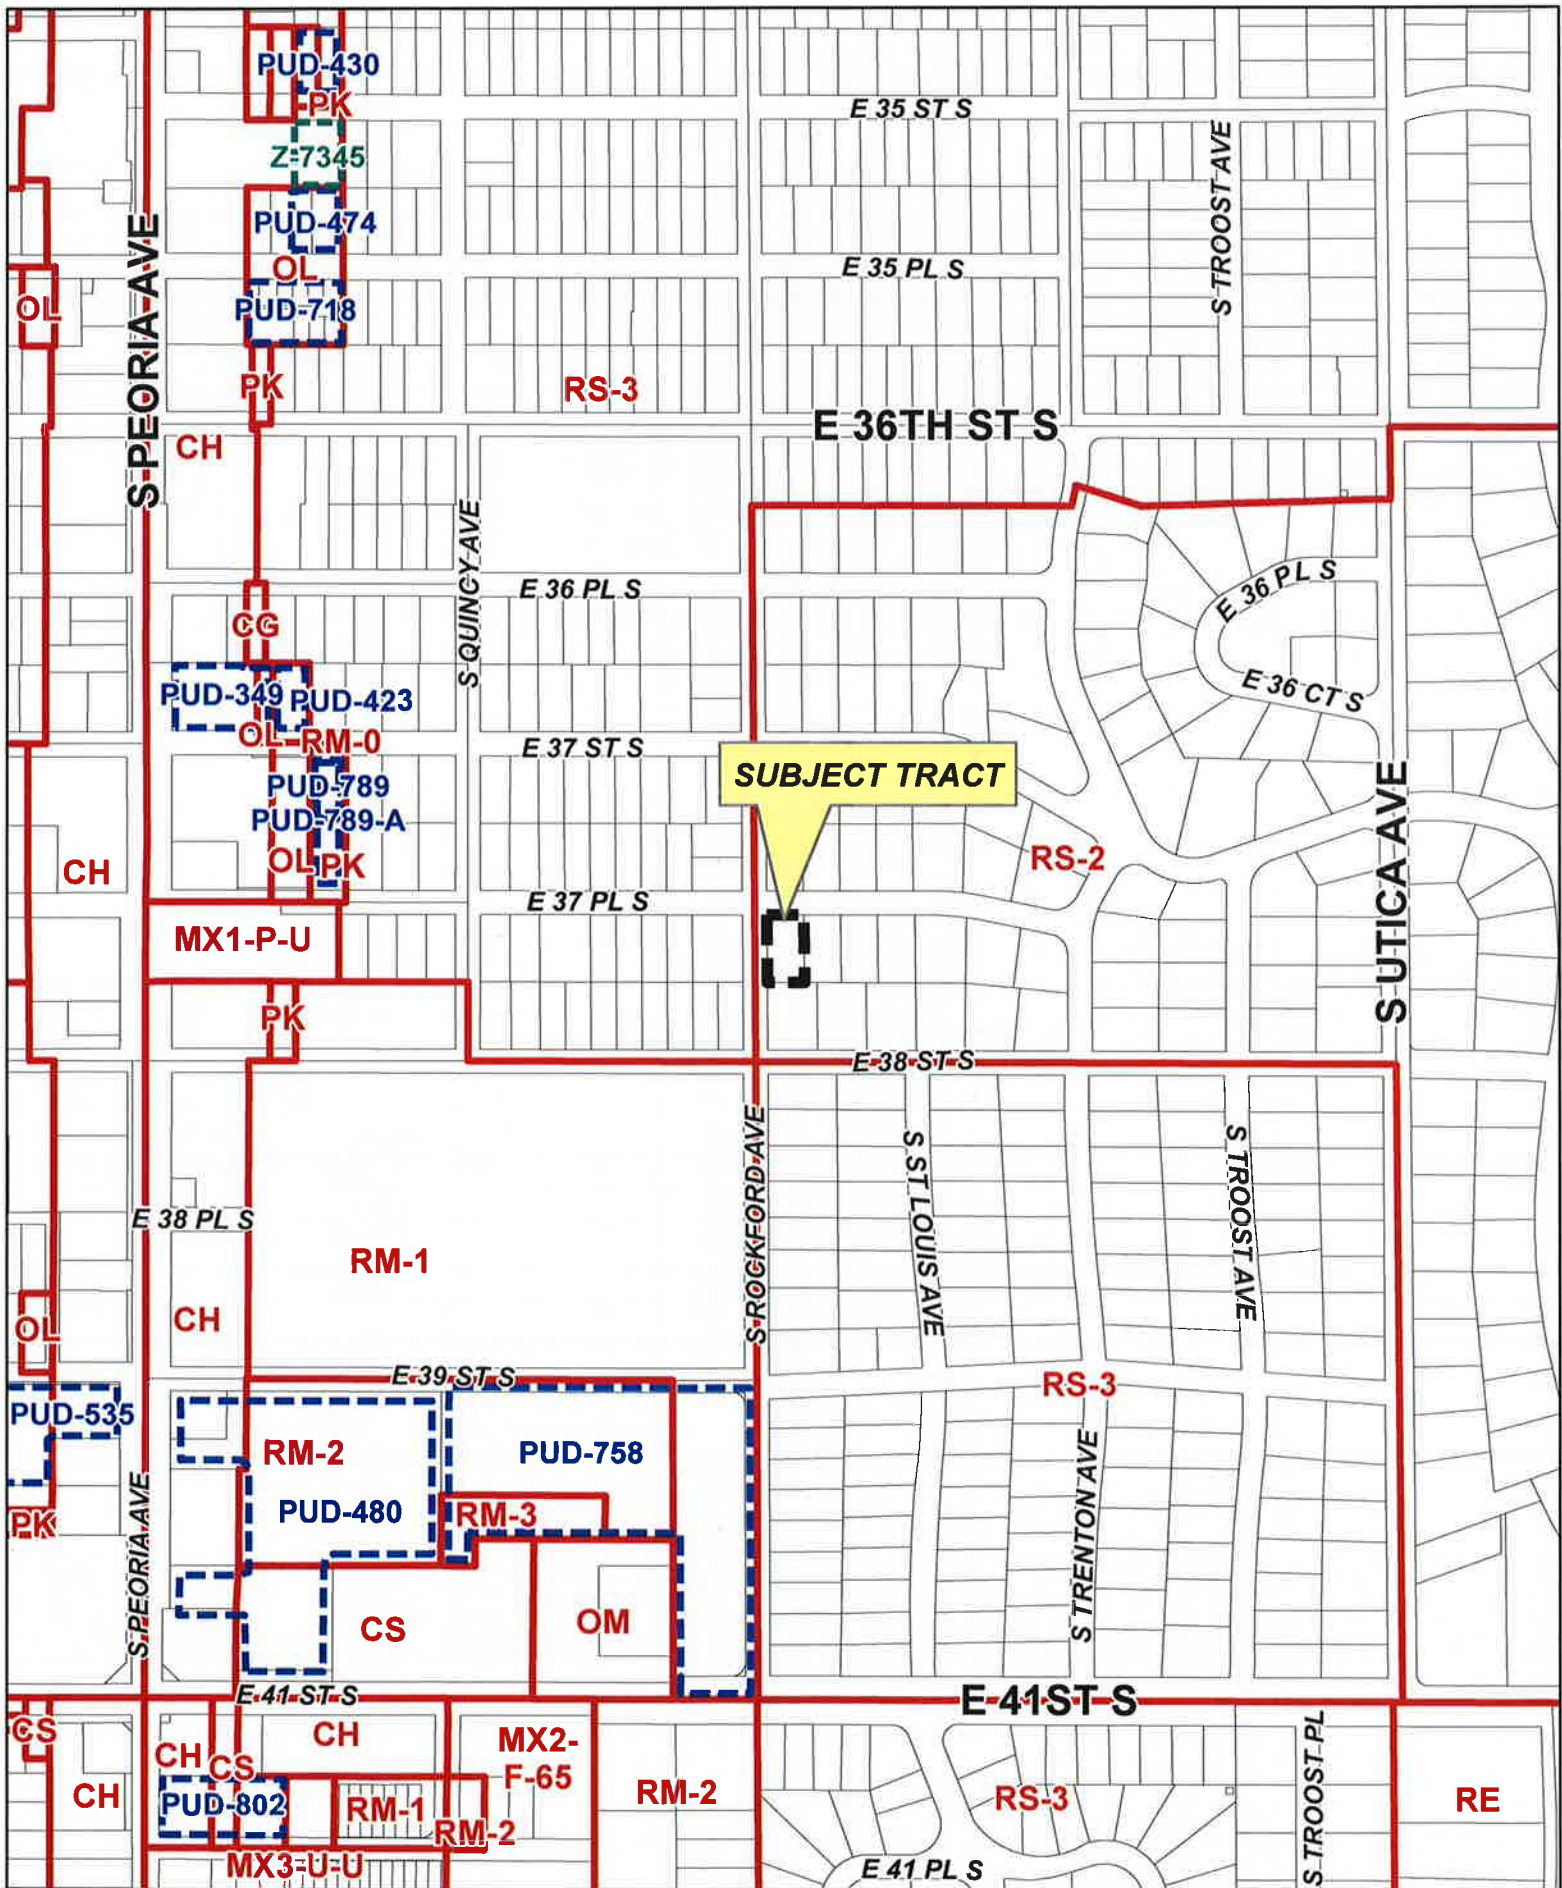 PUD-430
PK
E 35 ST S
Z-7345
S TROOST AVE
PUD-474
OL
E 35 PL S
OL
PUD-718
S PEORIA AVE
PK
RS-3
E 36TH ST S
CH
S QUINCY AVE
E 36 PL S
E 36 PL S
CG
E 36 CT S
PUD-349
PUD-423
OL
RM-0
E 37 ST S
SUBJECT TRACT
PUD-789
PUD-789-A
OL
PK
CH
RS-2
S UTICA AVE
E 37 PL S
MX1-P-U
PK
E 38 ST S
S ROCKFORD AVE
S ST LOUIS AVE
S TROOST AVE
E 38 PL S
RM-1
CH
OL
E 39 ST S
RS-3
PUD-535
RM-2
PUD-758
PUD-480
RM-3
PK
S PEORIA AVE
S TRENTON AVE
CS
OM
E 41 ST S
E 41ST S
CS
CH
CH
CS
MX2-
F-65
CH
PUD-802
RM-1
RM-2
RM-2
RS-3
S TROOST PL
RE
MX3-U-U
E 41 PL S